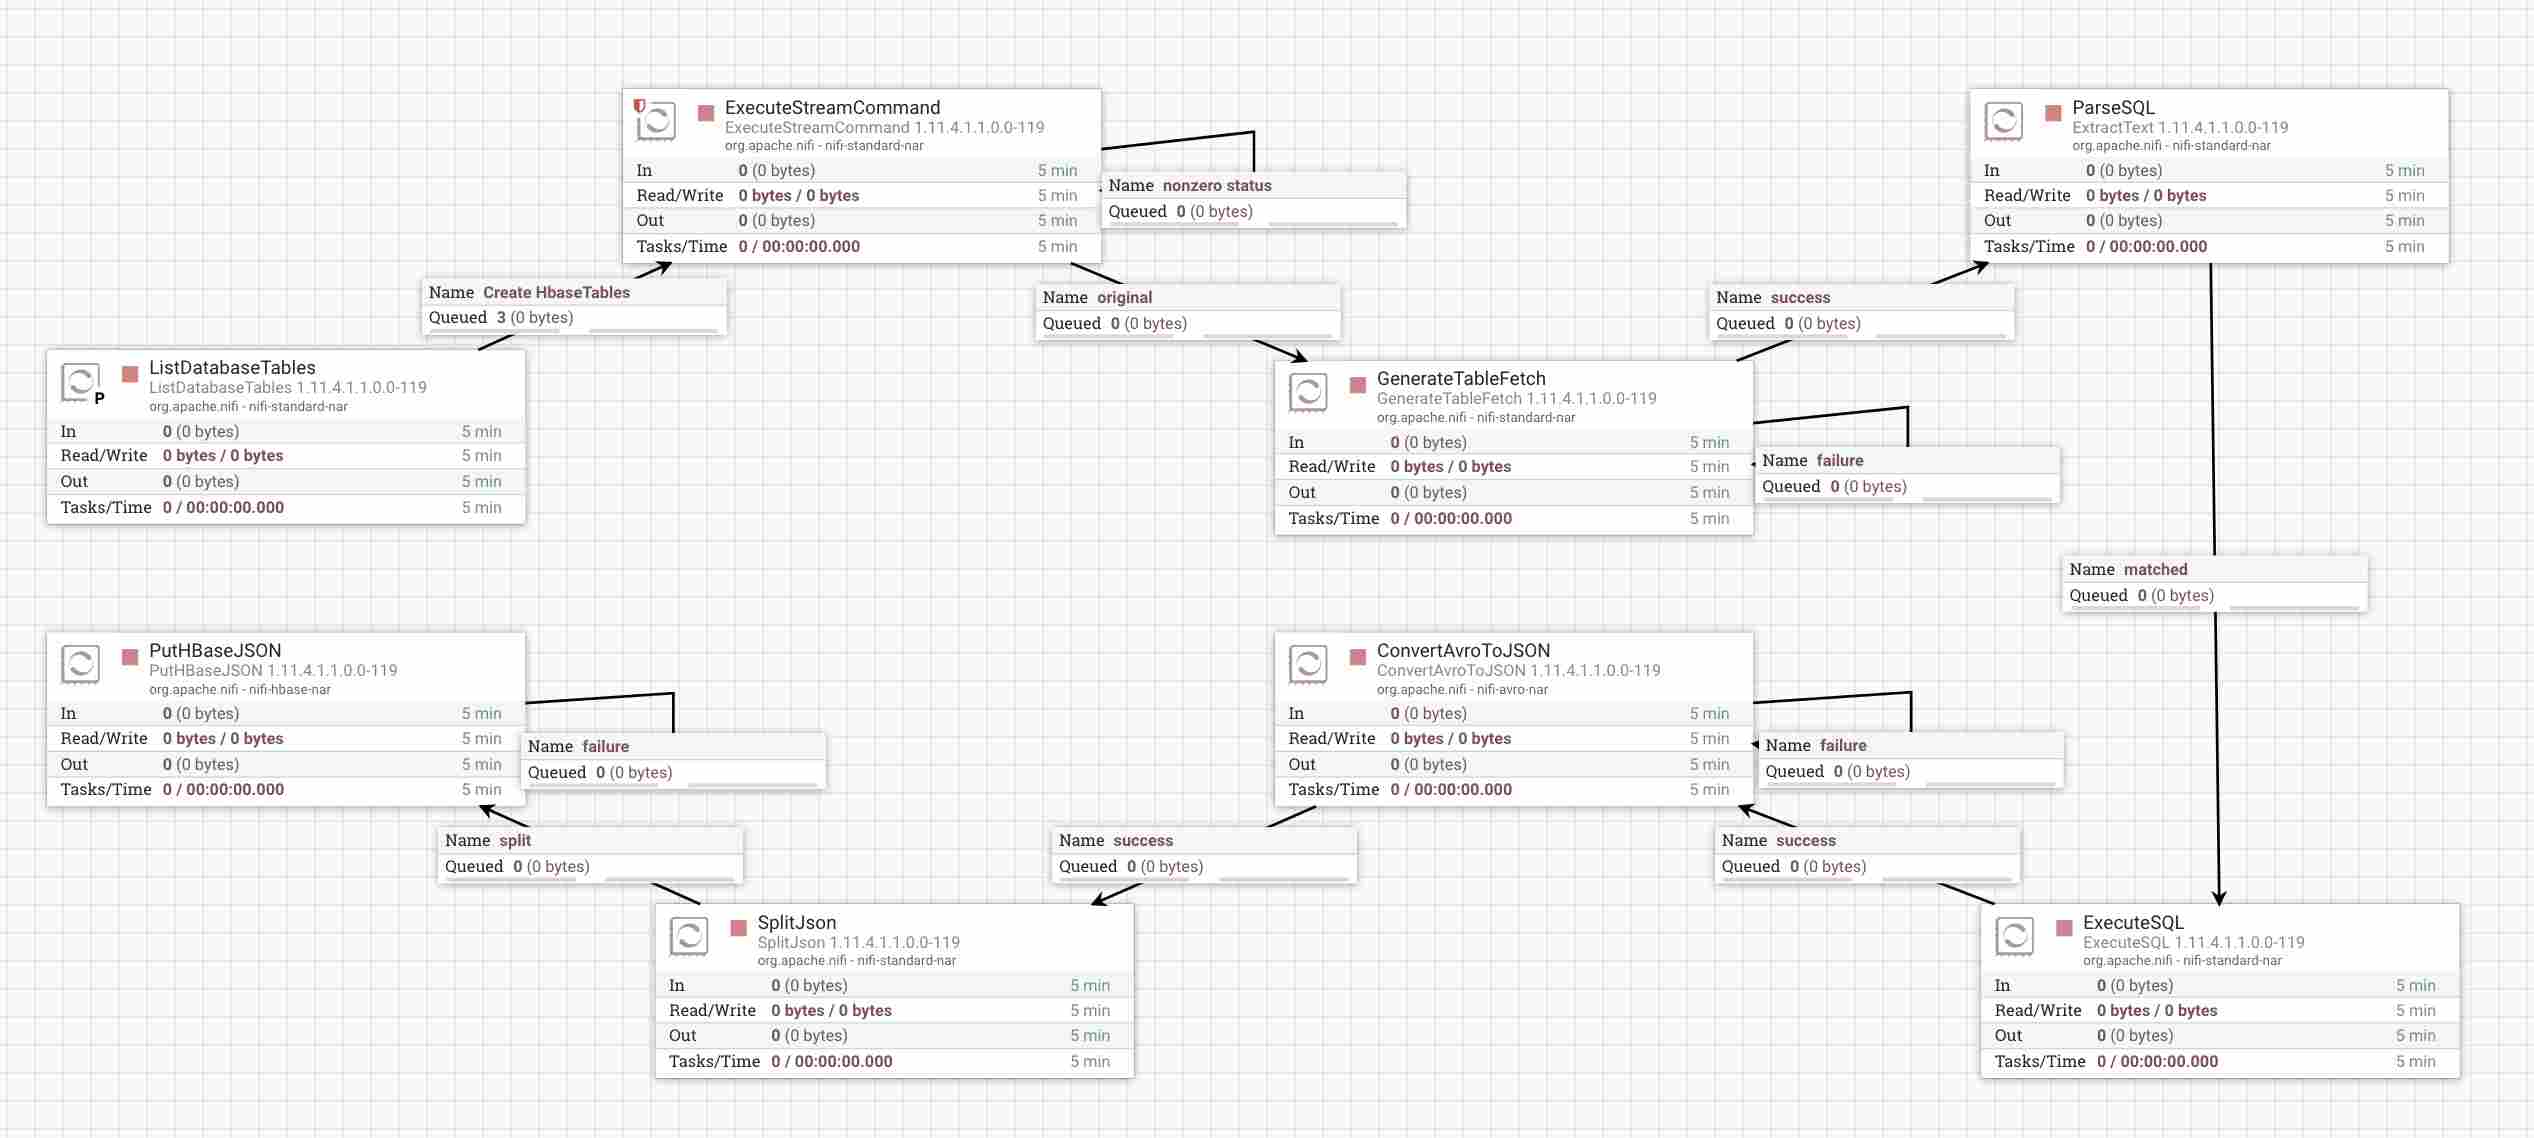 ExecuteStreamCommand
ExecuteStreamCommand 1.11.4.1.1.0.0-119
org.apache.nifi - nifi-standard-nar
In 0 (0 bytes) 5 min
Read/Write 0 bytes / 0 bytes 5 min
Out 0 (0 bytes) 5 min
Tasks/Time 0 / 00:00:00.000 5 min
Name nonzero status
Queued 0 (0 bytes)
ParseSQL
ExtractText 1.11.4.1.1.0.0-119
org.apache.nifi - nifi-standard-nar
In 0 (0 bytes) 5 min
Read/Write 0 bytes / 0 bytes 5 min
Out 0 (0 bytes) 5 min
Tasks/Time 0 / 00:00:00.000 5 min
Name Create HbaseTables
Queued 3 (0 bytes)
Name original
Queued 0 (0 bytes)
Name success
Queued 0 (0 bytes)
P
ListDatabaseTables
ListDatabaseTables 1.11.4.1.1.0.0-119
org.apache.nifi - nifi-standard-nar
In 0 (0 bytes) 5 min
Read/Write 0 bytes / 0 bytes 5 min
Out 0 (0 bytes) 5 min
Tasks/Time 0 / 00:00:00.000 5 min
GenerateTableFetch
GenerateTableFetch 1.11.4.1.1.0.0-119
org.apache.nifi - nifi-standard-nar
In 0 (0 bytes) 5 min
Read/Write 0 bytes / 0 bytes 5 min
Out 0 (0 bytes) 5 min
Tasks/Time 0 / 00:00:00.000 5 min
Name failure
Queued 0 (0 bytes)
Name matched
Queued 0 (0 bytes)
PutHBaseJSON
PutHBaseJSON 1.11.4.1.1.0.0-119
org.apache.nifi - nifi-hbase-nar
In 0 (0 bytes) 5 min
Read/Write 0 bytes / 0 bytes 5 min
Out 0 (0 bytes) 5 min
Tasks/Time 0 / 00:00:00.000 5 min
Name failure
Queued 0 (0 bytes)
ConvertAvroToJSON
ConvertAvroToJSON 1.11.4.1.1.0.0-119
org.apache.nifi - nifi-avro-nar
In 0 (0 bytes) 5 min
Read/Write 0 bytes / 0 bytes 5 min
Out 0 (0 bytes) 5 min
Tasks/Time 0 / 00:00:00.000 5 min
Name failure
Queued 0 (0 bytes)
Name split
Queued 0 (0 bytes)
Name success
Queued 0 (0 bytes)
Name success
Queued 0 (0 bytes)
SplitJson
SplitJson 1.11.4.1.1.0.0-119
org.apache.nifi - nifi-standard-nar
In 0 (0 bytes) 5 min
Read/Write 0 bytes / 0 bytes 5 min
Out 0 (0 bytes) 5 min
Tasks/Time 0 / 00:00:00.000 5 min
ExecuteSQL
ExecuteSQL 1.11.4.1.1.0.0-119
org.apache.nifi - nifi-standard-nar
In 0 (0 bytes) 5 min
Read/Write 0 bytes / 0 bytes 5 min
Out 0 (0 bytes) 5 min
Tasks/Time 0 / 00:00:00.000 5 min